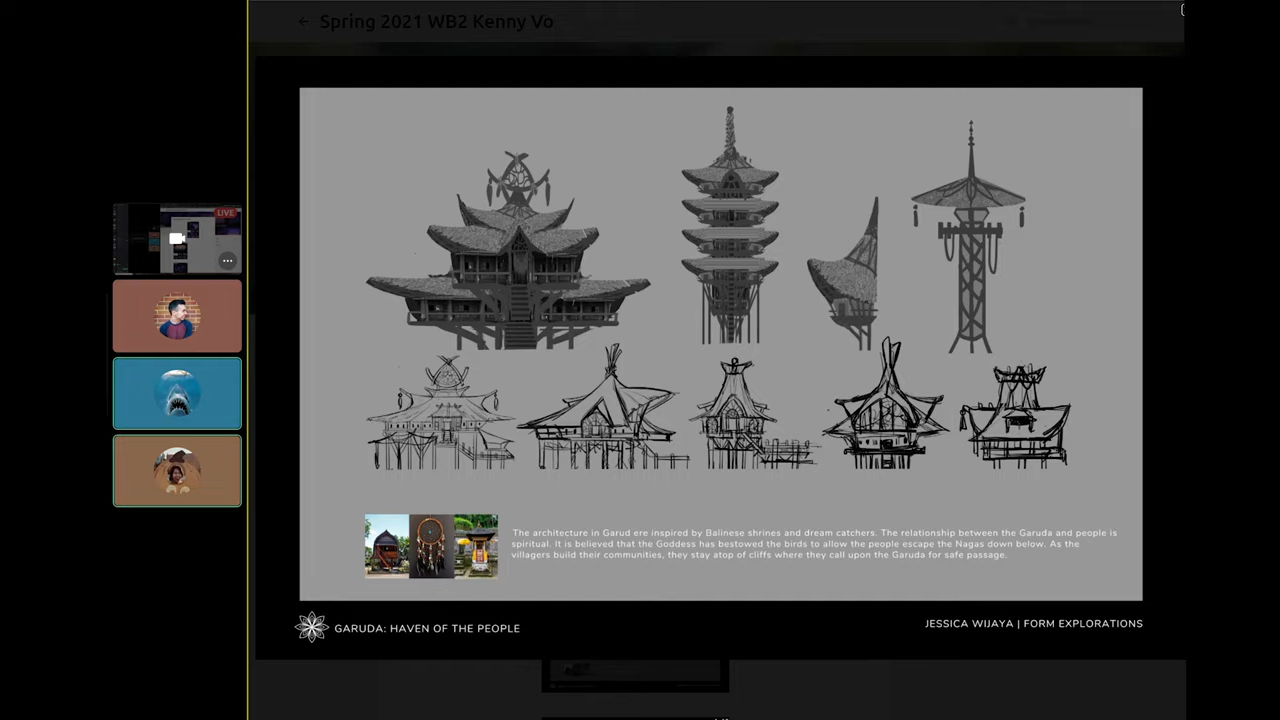 Spring 2021 WB2 Kenny Vo
LIVE
The architecture in Garud ere inspired by Balinese shrines and dream catchers. The relationship between the Garuda and people is
spiritual. It is believed that the Goddess has bestowed the birds to allow the people escape the Nagas down below. As the
villagers build their communities, they stay atop of cliffs where they call upon the Garuda for safe passage.
GARUDA: HAVEN OF THE PEOPLE
JESSICA WIJAYA | FORM EXPLORATIONS